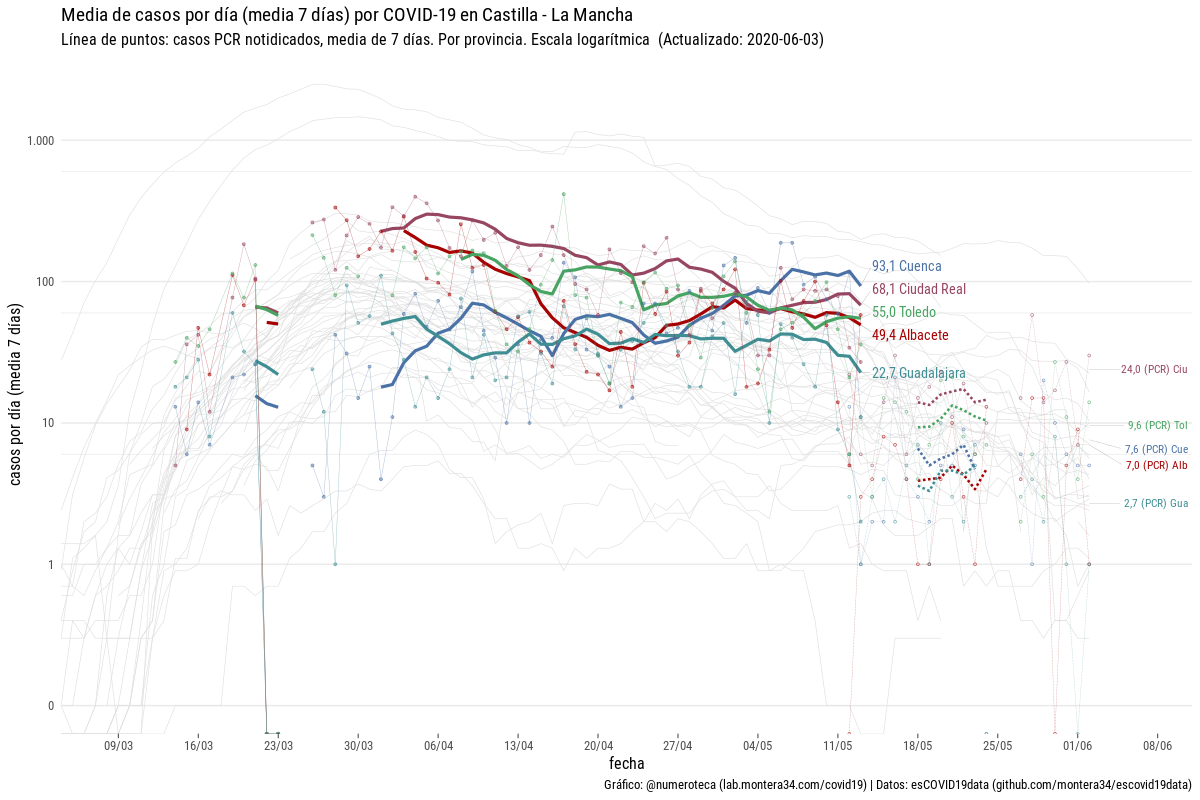 Media de casos por día (media 7 días) por COVID-19 en Castilla - La Mancha
Línea de puntos: casos PCR notidicados, media de 7 días. Por provincia. Escala logarítmica (Actualizado: 2020-06-03)
casos por día (media 7 días)
1.000
100
10
1
0
93,1 Cuenca
68,1 Ciudad Real
55,0 Toledo
49,4 Albacete
22,7 Guadalajara
24,0 (PCR) Ciu
9,6 (PCR) Tol
7,6 (PCR) Cue
7,0 (PCR) Alb
2,7 (PCR) Gua
09/03 16/03 23/03 30/03 06/04 13/04 20/04 27/04 04/05 11/05 18/05 25/05 01/06 08/06
fecha
Gráfico: @numeroteca (lab.montera34.com/covid19) | Datos: esCOVID19data (github.com/montera34/escovid19data)